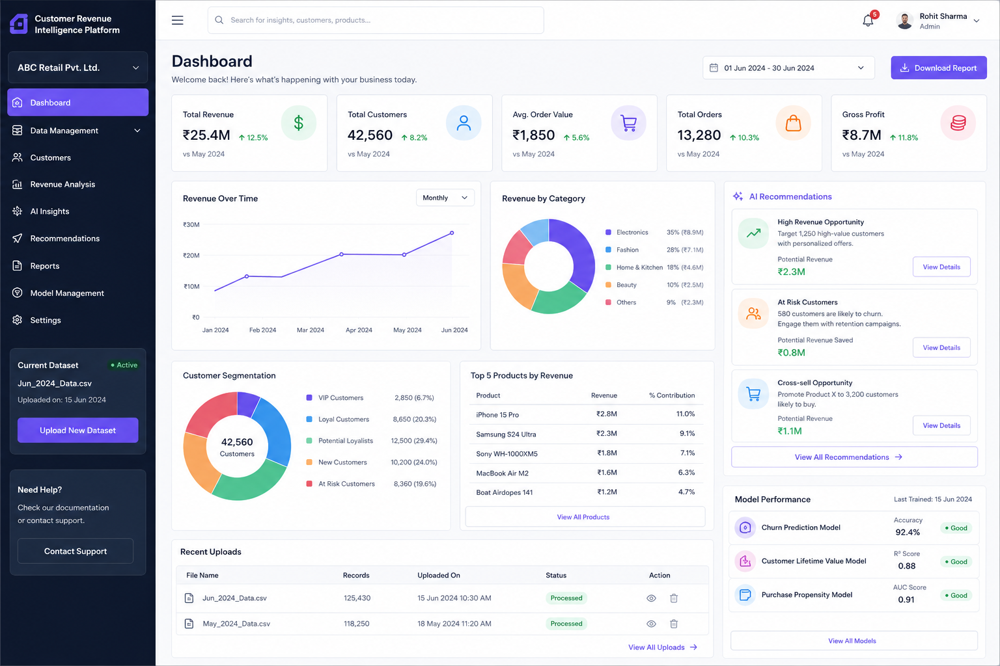 Customer Revenue
Intelligence Platform
ABC Retail Pvt. Ltd.
Dashboard
Data Management
Customers
Revenue Analysis
AI Insights
Recommendations
Reports
Model Management
Settings
Current Dataset
Active
Jun_2024_Data.csv
Uploaded on: 15 Jun 2024
Upload New Dataset
Need Help?
Check our documentation
or contact support.
Contact Support
Search for insights, customers, products...
5
Rohit Sharma
Admin
Dashboard
Welcome back! Here's what's happening with your business today.
01 Jun 2024 - 30 Jun 2024
Download Report
Total Revenue
₹25.4M ↑ 12.5%
vs May 2024
$
Total Customers
42,560 ↑ 8.2%
vs May 2024
Avg. Order Value
₹1,850 ↑ 5.6%
vs May 2024
Total Orders
13,280 ↑ 10.3%
vs May 2024
Gross Profit
₹8.7M ↑ 11.8%
vs May 2024
Revenue Over Time
Monthly
₹30M
₹20M
₹10M
₹0
Jan 2024 Feb 2024 Mar 2024 Apr 2024 May 2024 Jun 2024
Revenue by Category
Electronics 35% (₹8.9M)
Fashion 28% (₹7.1M)
Home & Kitchen 18% (₹4.6M)
Beauty 10% (₹2.5M)
Others 9% (₹2.3M)
AI Recommendations
High Revenue Opportunity
Target 1,250 high-value customers
with personalized offers.
Potential Revenue
₹2.3M
View Details
At Risk Customers
580 customers are likely to churn.
Engage them with retention campaigns.
Potential Revenue Saved
₹0.8M
View Details
Cross-sell Opportunity
Promote Product X to 3,200 customers
likely to buy.
Potential Revenue
₹1.1M
View Details
View All Recommendations →
Customer Segmentation
42,560
Customers
VIP Customers 2,850 (6.7%)
Loyal Customers 8,650 (20.3%)
Potential Loyalists 12,500 (29.4%)
New Customers 10,200 (24.0%)
At Risk Customers 8,360 (19.6%)
Top 5 Products by Revenue
Product Revenue % Contribution
iPhone 15 Pro ₹2.8M 11.0%
Samsung S24 Ultra ₹2.3M 9.1%
Sony WH-1000XM5 ₹1.8M 7.1%
MacBook Air M2 ₹1.6M 6.3%
Boat Airdopes 141 ₹1.2M 4.7%
View All Products
Model Performance
Last Trained: 15 Jun 2024
Churn Prediction Model
Accuracy
92.4%
Good
Customer Lifetime Value Model
R² Score
0.88
Good
Purchase Propensity Model
AUC Score
0.91
Good
View All Models
Recent Uploads
File Name Records Uploaded On Status Action
Jun_2024_Data.csv 125,430 15 Jun 2024 10:30 AM Processed
May_2024_Data.csv 118,250 18 May 2024 11:20 AM Processed
View All Uploads →